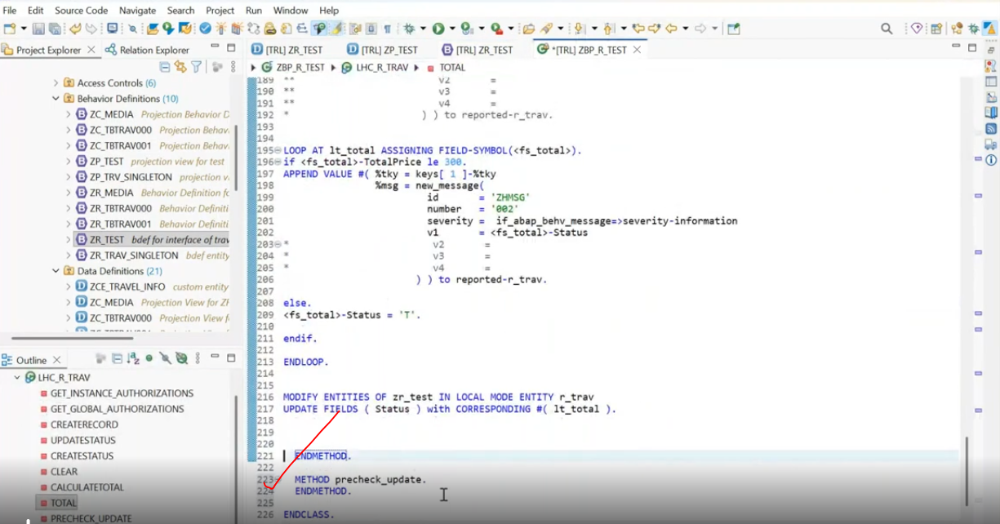 File Edit Source Code Navigate Search Project Run Window Help
Project Explorer
Relation Explorer
[TRL] ZR_TEST
[TRL] ZP_TEST
[TRL] ZR_TEST
*[TRL] ZBP_R_TEST
ZBP_R_TEST
LHC_R_TRAV
TOTAL
Access Controls (6)
Behavior Definitions (10)
ZC_MEDIA Projection Behavior D
ZC_TBTRAV000 Projection Behav
ZC_TBTRAV001 Projection Behav
ZP_TEST projection view for test
ZP_TRV_SINGLETON projection v
ZR_MEDIA Behavior Definition fo
ZR_TBTRAV000 Behavior Definiti
ZR_TBTRAV001 Behavior Definiti
ZR_TEST bdef for interface of trav
ZR_TRAV_SINGLETON bdef entity
Data Definitions (21)
ZCE_TRAVEL_INFO custom entity
ZC_MEDIA Projection View for ZF
ZC_TBTRAV000 Projection View f
Outline
LHC_R_TRAV
GET_INSTANCE_AUTHORIZATIONS
GET_GLOBAL_AUTHORIZATIONS
CREATERECORD
UPDATESTATUS
CREATESTATUS
CLEAR
CALCULATETOTAL
TOTAL
PRECHECK_UPDATE
189 ** v2 =
190 ** v3 =
191 ** v4 =
192 * ) ) to reported-r_trav.
193
194
195 LOOP AT lt_total ASSIGNING FIELD-SYMBOL(<fs_total>).
196 if <fs_total>-TotalPrice le 300.
197 APPEND VALUE #( %tky = keys[ 1 ]-%tky
198 %msg = new_message(
199 id = 'ZHMSG'
200 number = '002'
201 severity = if_abap_behv_message=>severity-information
202 v1 = <fs_total>-Status
203 * v2 =
204 * v3 =
205 * v4 =
206 ) ) to reported-r_trav.
207
208 else.
209 <fs_total>-Status = 'T'.
210
211 endif.
212
213 ENDLOOP.
214
215
216 MODIFY ENTITIES OF zr_test IN LOCAL MODE ENTITY r_trav
217 UPDATE FIELDS ( Status ) with CORRESPONDING #( lt_total ).
218
219
220
221 ENDMETHOD.
222
223 METHOD precheck_update.
224 ENDMETHOD.
225
226 ENDCLASS.